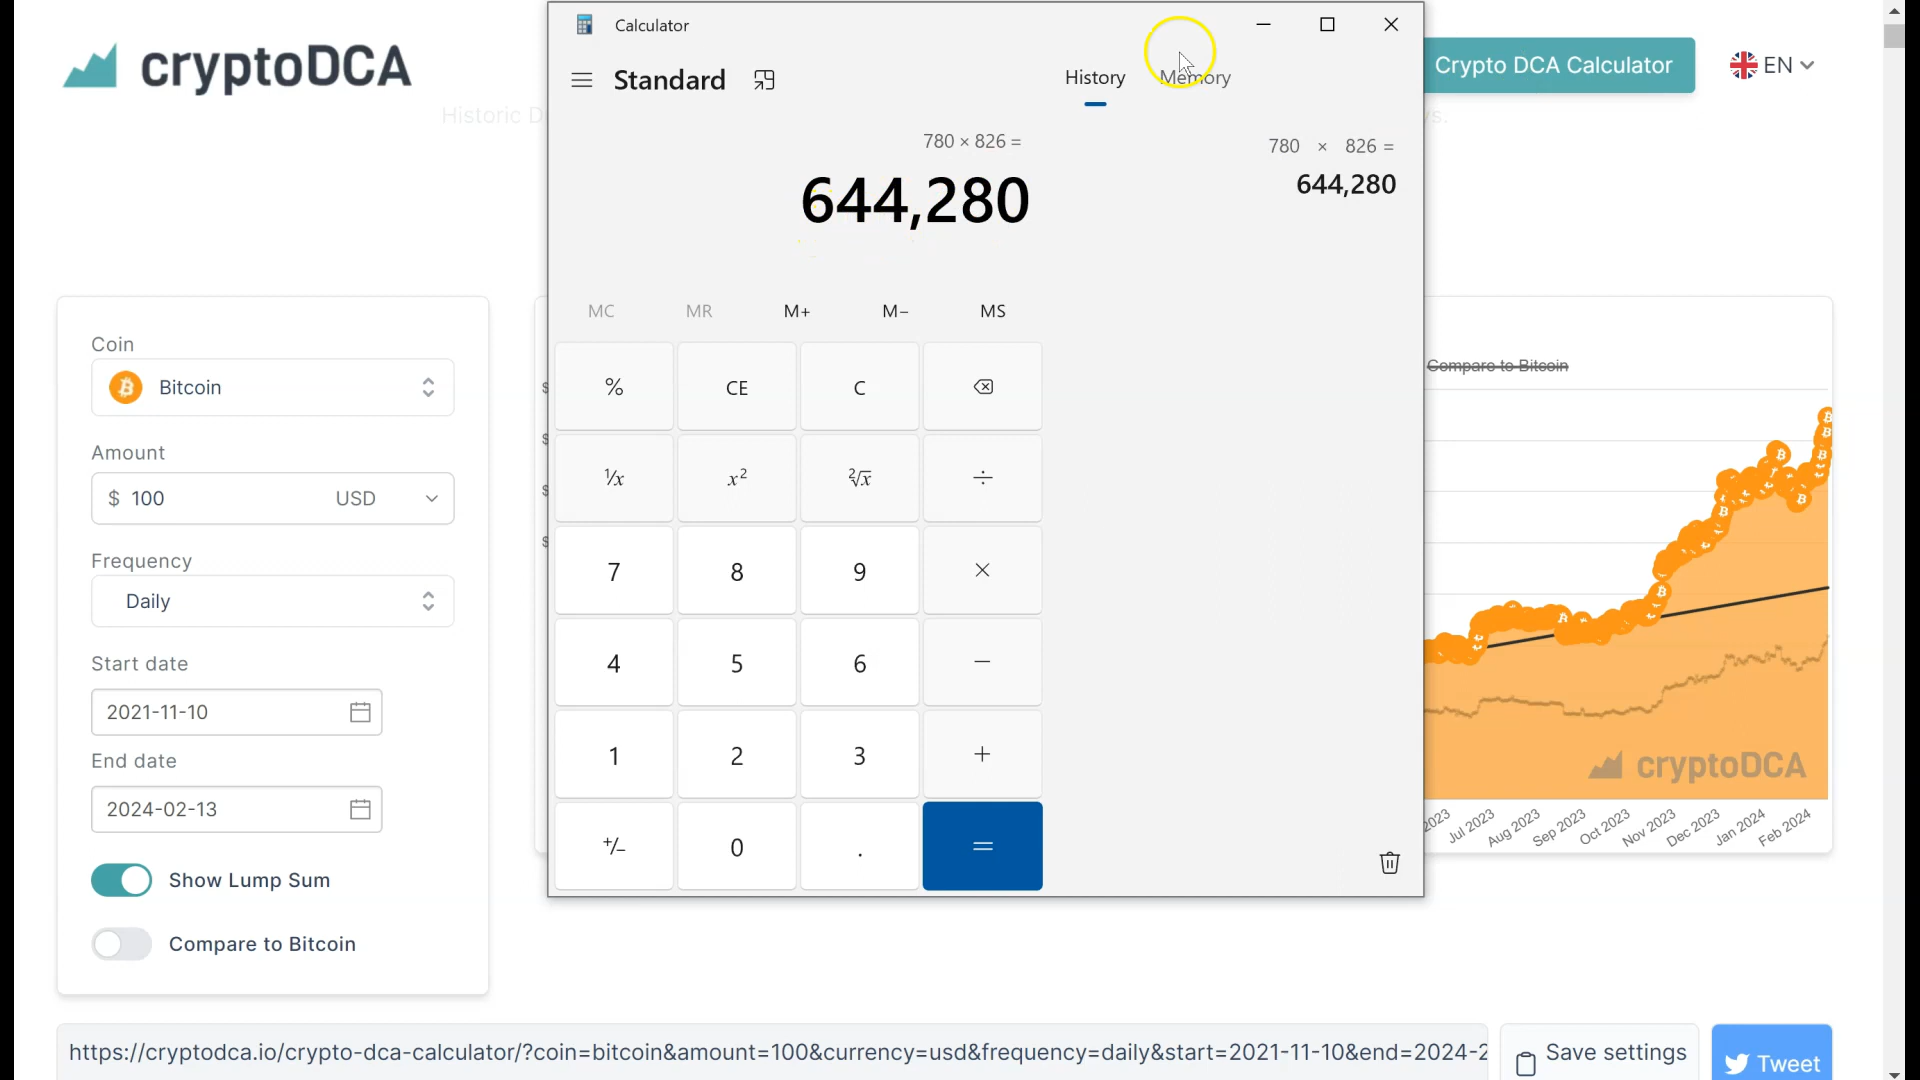 cryptoDCA
Historic D
Crypto DCA Calculator
EN
Coin
Bitcoin
Amount
$ 100 USD
Frequency
Daily
Start date
2021-11-10
End date
2024-02-13
Show Lump Sum
Compare to Bitcoin
Calculator
Standard
History Memory
780 × 826 =
644,280
780 × 826 =
644,280
MC MR M+ M− MS
% CE C
1/x x² ²√x ÷
7 8 9 ×
4 5 6 −
1 2 3 +
+/− 0 . =
Compare to Bitcoin
cryptoDCA
2023 Jul 2023 Aug 2023 Sep 2023 Oct 2023 Nov 2023 Dec 2023 Jan 2024 Feb 2024
https://cryptodca.io/crypto-dca-calculator/?coin=bitcoin&amount=100&currency=usd&frequency=daily&start=2021-11-10&end=2024-2
Save settings
Tweet